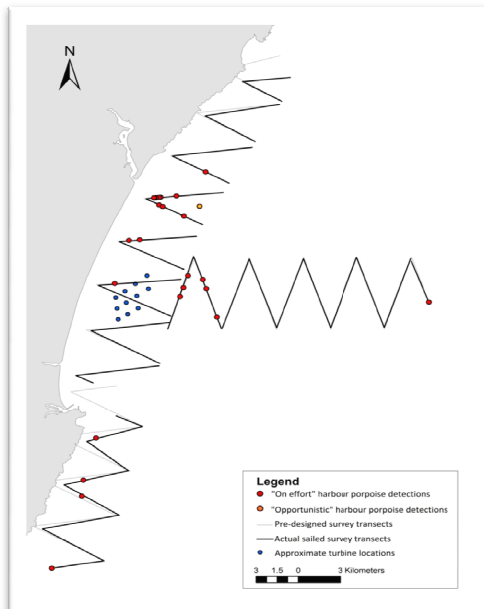 N
Legend
"On effort" harbour porpoise detections
"Opportunistic" harbour porpoise detections
Pre-designed survey transects
Actual sailed survey transects
Approximate turbine locations
3 1.5 0 3 Kilometers